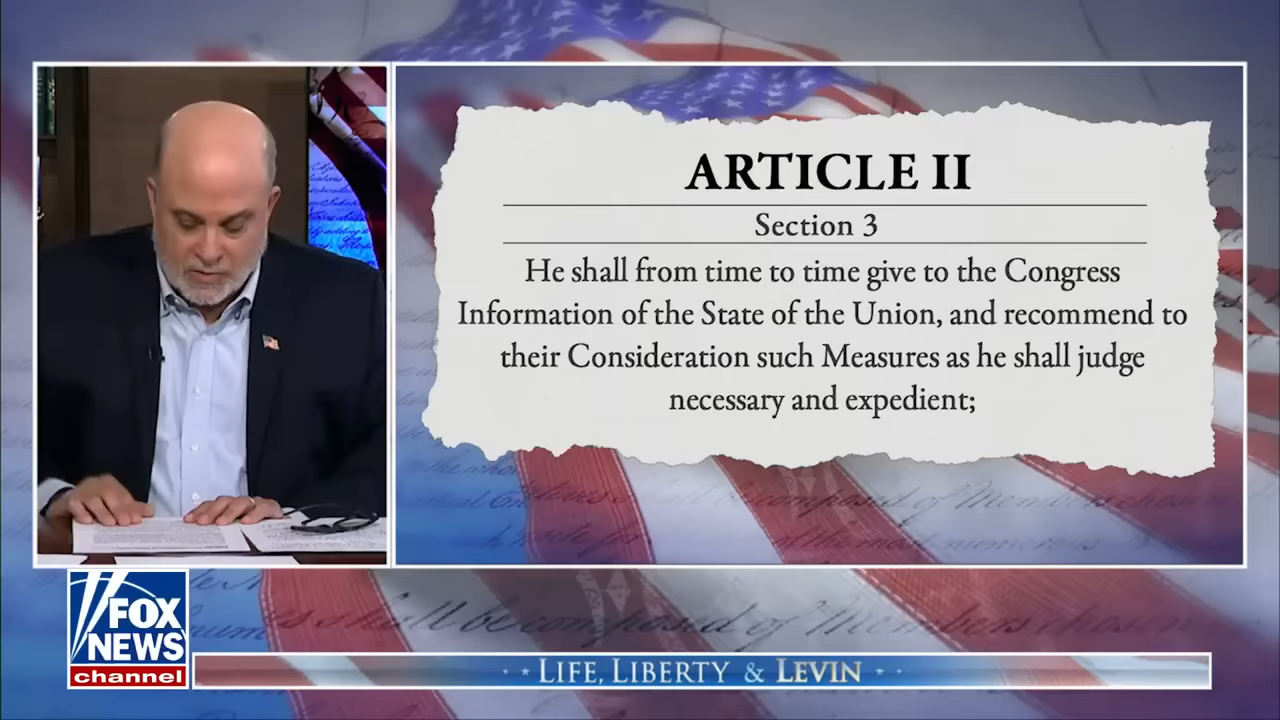 ARTICLE II
Section 3
He shall from time to time give to the Congress
Information of the State of the Union, and recommend to
their Consideration such Measures as he shall judge
necessary and expedient;
FOX
NEWS
channel
LIFE, LIBERTY & LEVIN